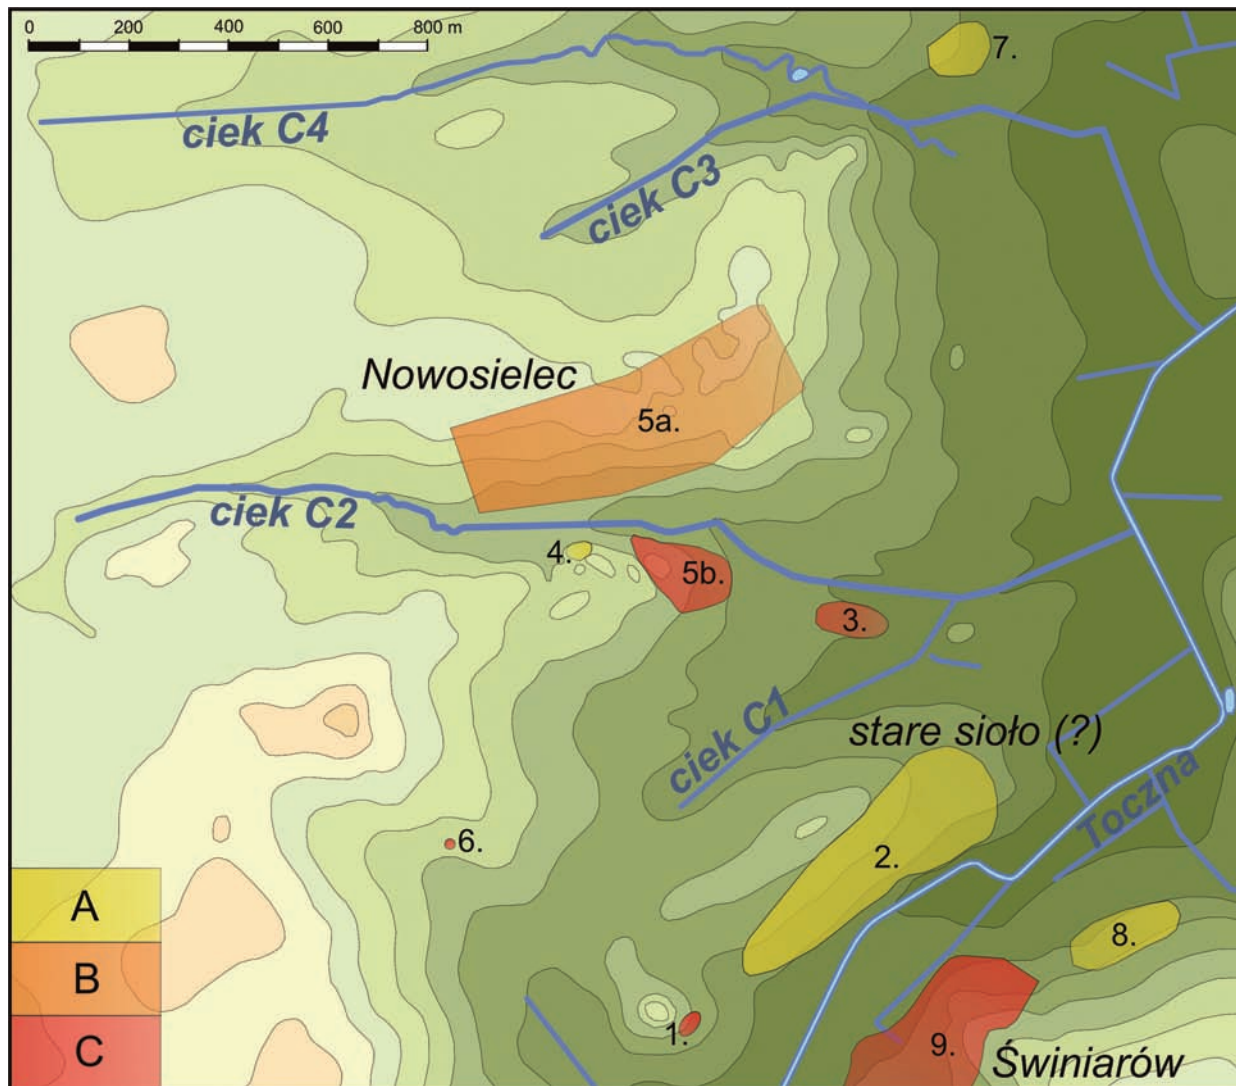 0 200 400 600 800 m
7.
ciek C4
ciek C3
Nowosielec
5a.
ciek C2
4.
5b.
3.
ciek C1
stare sioło (?)
Toczna
6.
2.
A
8.
B
1.
9.
C
Świniarów